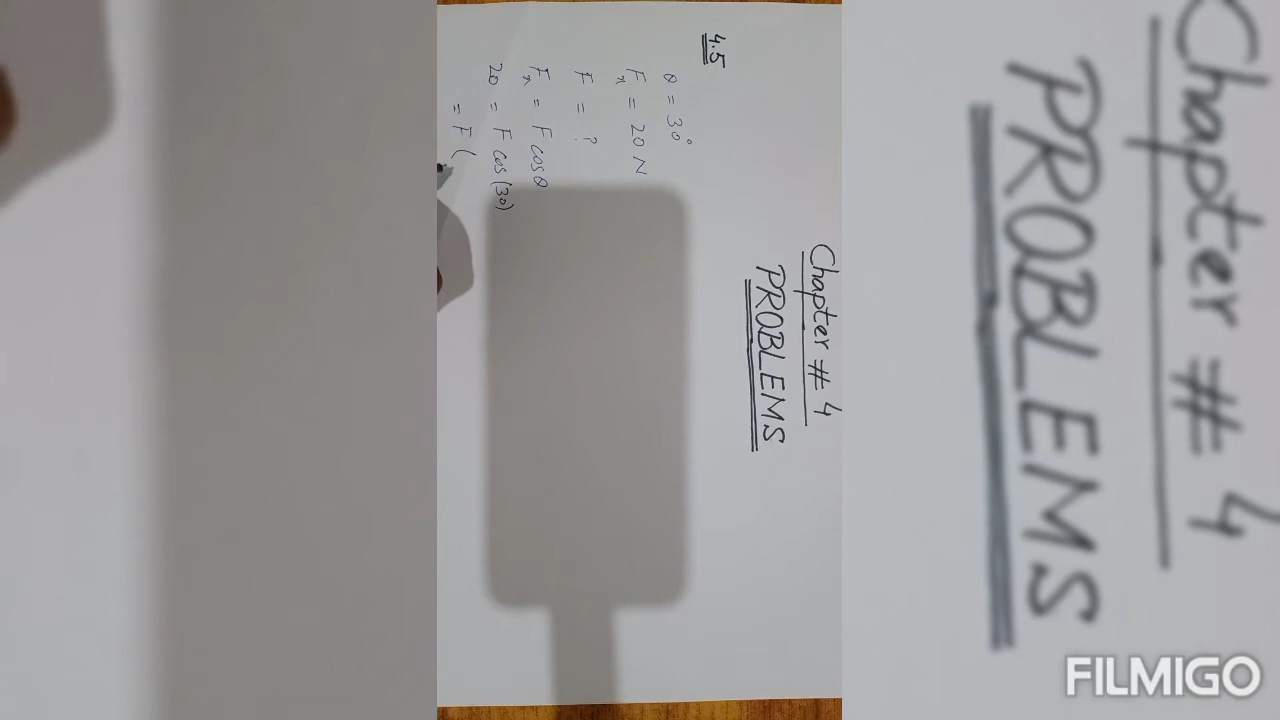 Chapter # 4
PROBLEMS
4.5
θ = 30°
Fx = 20 N
F = ?
Fx = F cosθ
20 = F cos(30)
= F (
Chapter # 4
PROBLEMS
FILMIGO